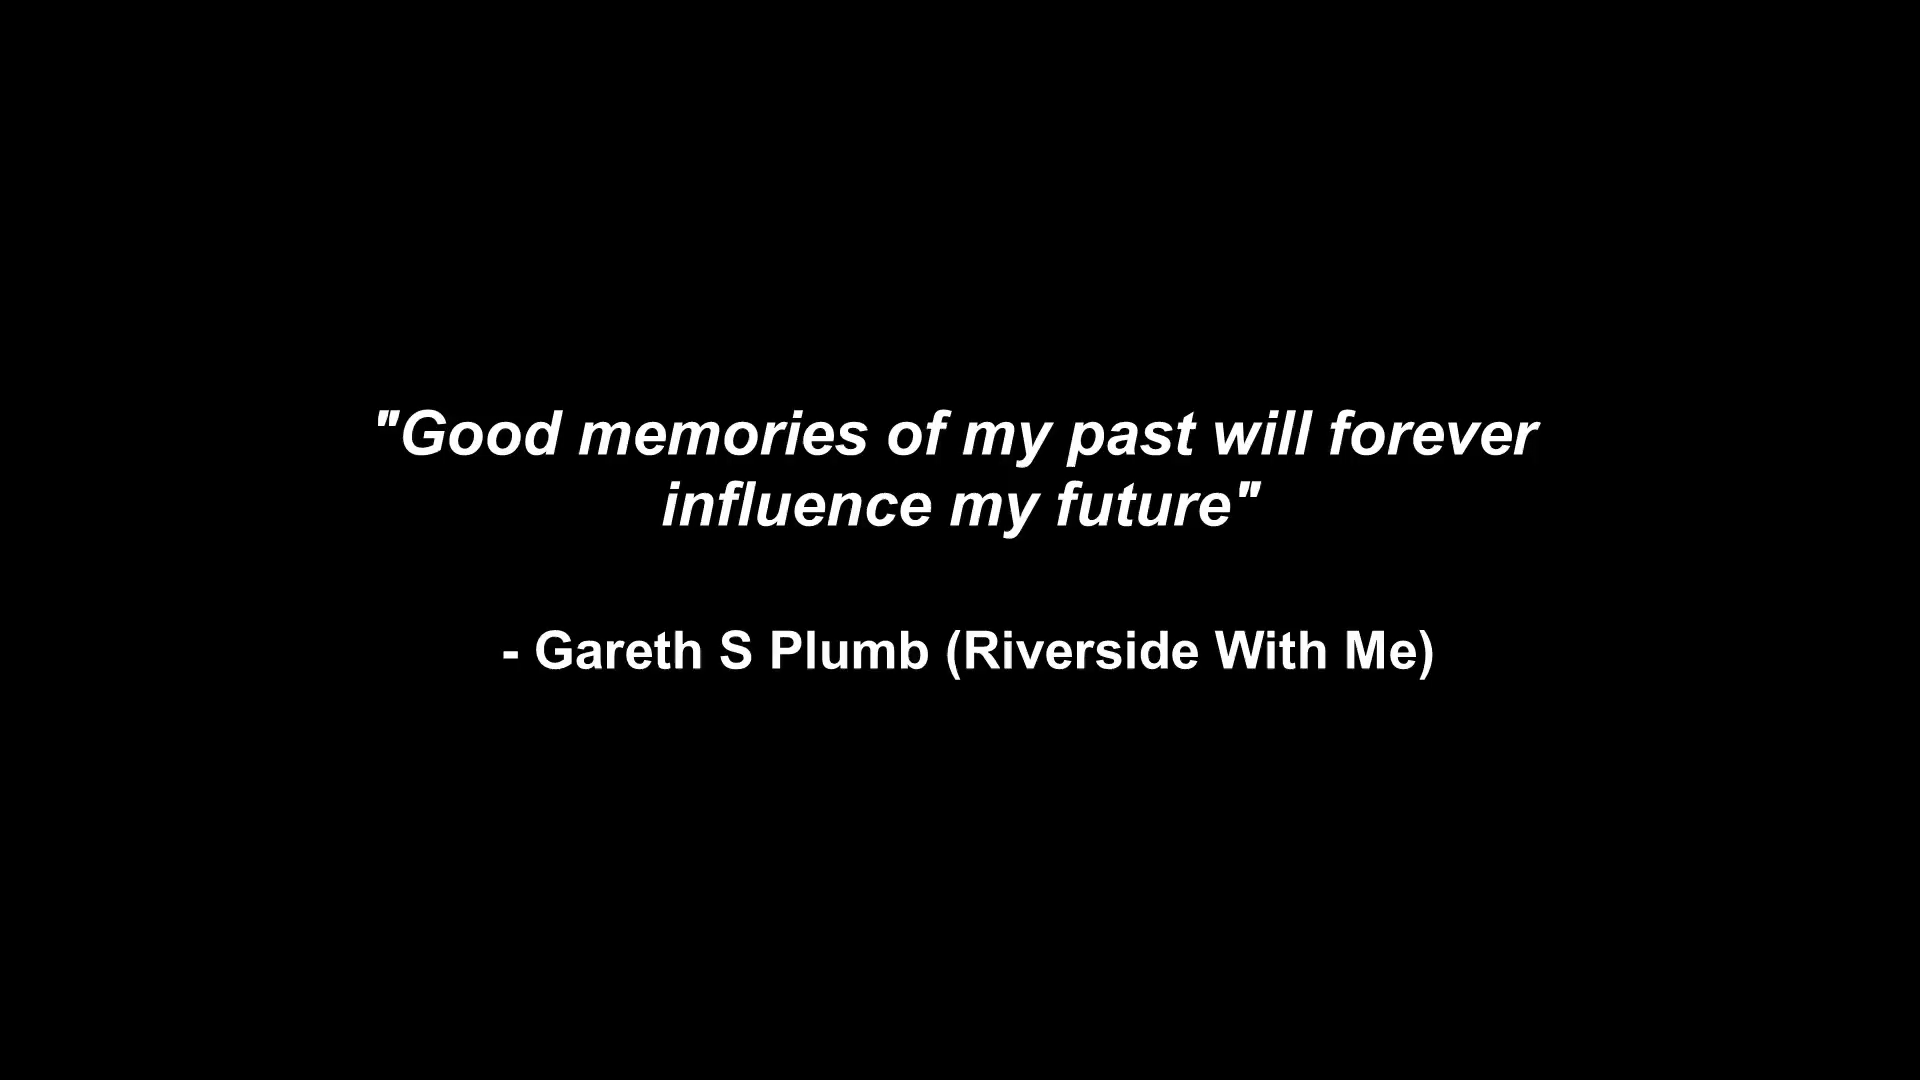 "Good memories of my past will forever
influence my future"
- Gareth S Plumb (Riverside With Me)